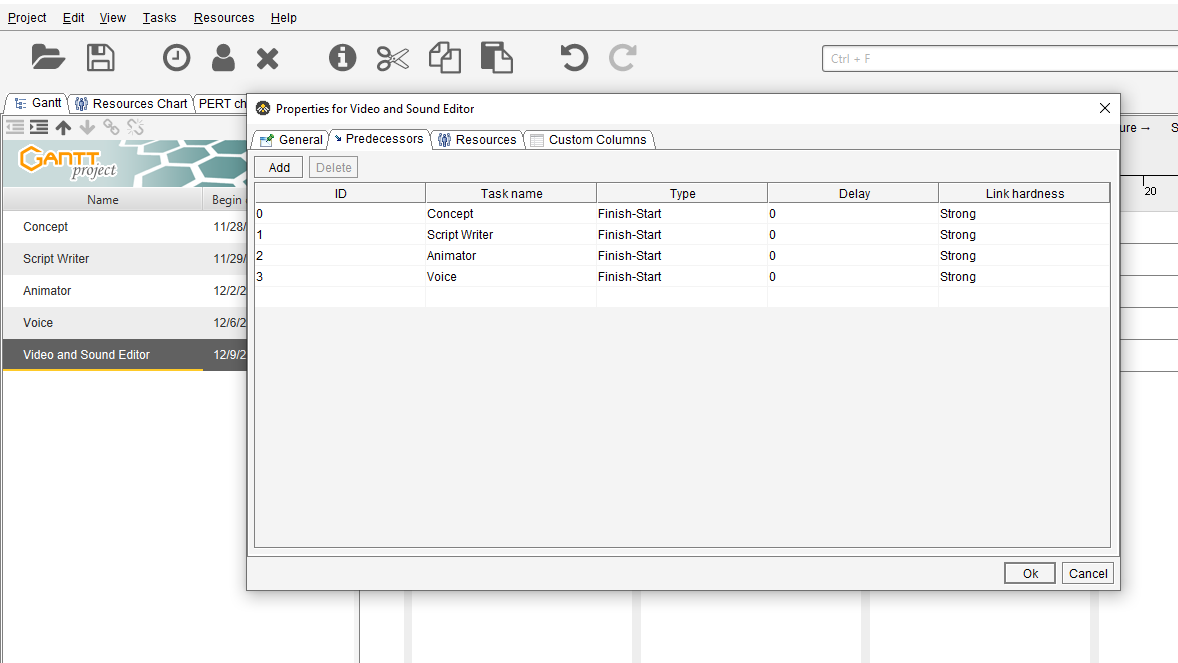 Project Edit View Tasks Resources Help
Ctrl + F
Gantt Resources Chart PERT ch
Properties for Video and Sound Editor
General Predecessors Resources Custom Columns
ure →
S
Add Delete
GANTT
project
20
Name Begin
ID Task name Type Delay Link hardness
0 Concept Finish-Start 0 Strong
1 Script Writer Finish-Start 0 Strong
2 Animator Finish-Start 0 Strong
3 Voice Finish-Start 0 Strong
Concept 11/28/
Script Writer 11/29/
Animator 12/2/2
Voice 12/6/2
Video and Sound Editor 12/9/2
Ok Cancel